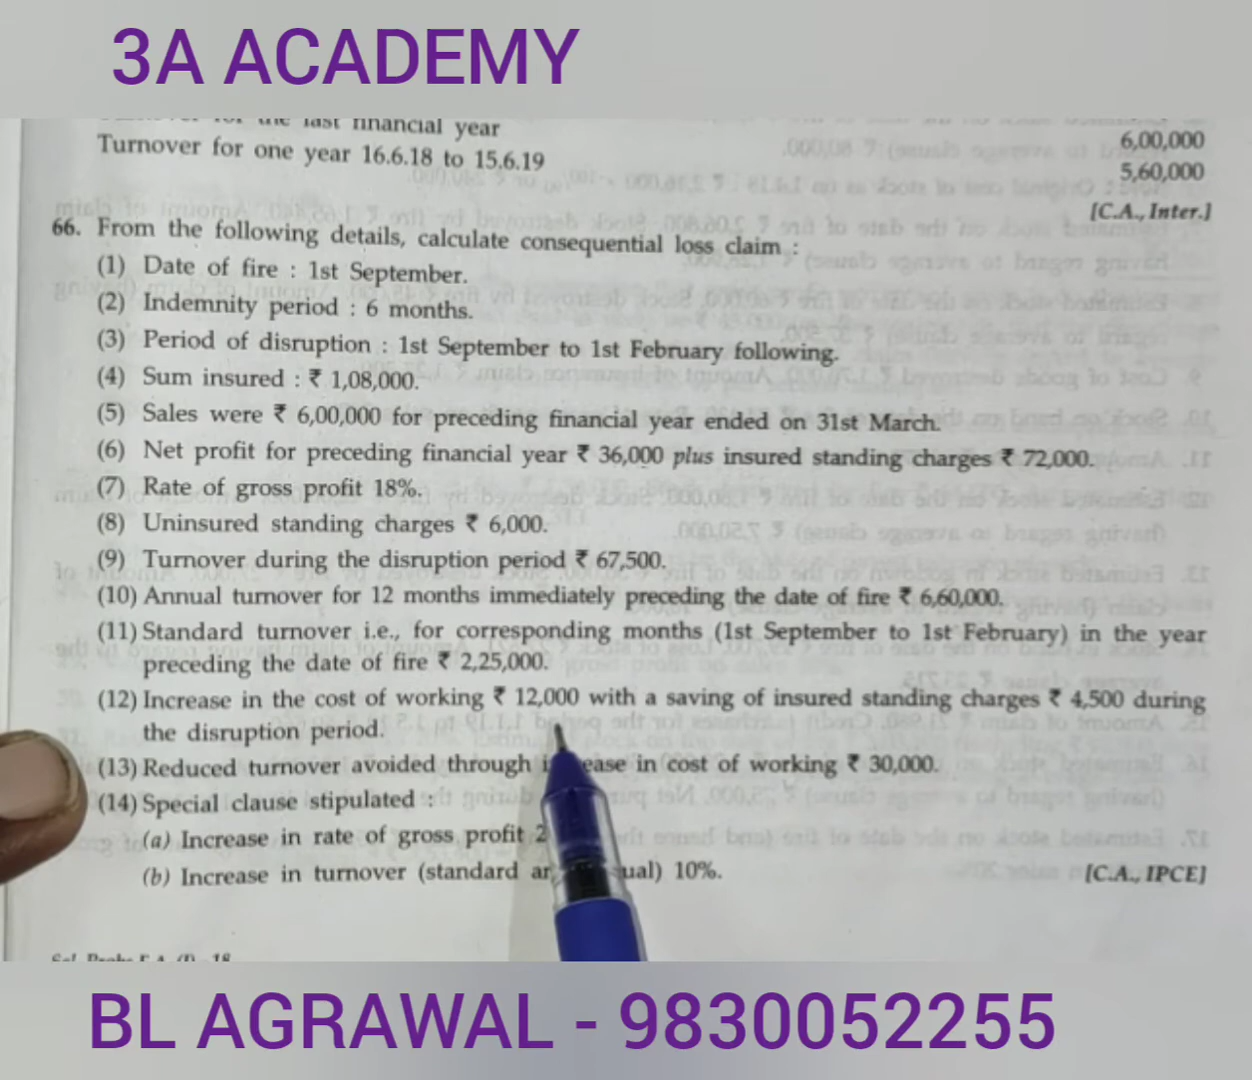 3A ACADEMY
the last financial year
6,00,000
Turnover for one year 16.6.18 to 15.6.19
5,60,000
[C.A., Inter.]
66. From the following details, calculate consequential loss claim :
(1) Date of fire : 1st September.
(2) Indemnity period : 6 months.
(3) Period of disruption : 1st September to 1st February following.
(4) Sum insured : ₹ 1,08,000.
(5) Sales were ₹ 6,00,000 for preceding financial year ended on 31st March.
(6) Net profit for preceding financial year ₹ 36,000 plus insured standing charges ₹ 72,000.
(7) Rate of gross profit 18%.
(8) Uninsured standing charges ₹ 6,000.
(9) Turnover during the disruption period ₹ 67,500.
(10) Annual turnover for 12 months immediately preceding the date of fire ₹ 6,60,000.
(11) Standard turnover i.e., for corresponding months (1st September to 1st February) in the year
preceding the date of fire ₹ 2,25,000.
(12) Increase in the cost of working ₹ 12,000 with a saving of insured standing charges ₹ 4,500 during
the disruption period.
(13) Reduced turnover avoided through in cost of working ₹ 30,000.
(14) Special clause stipulated :
(a) Increase in rate of gross profit 2
(b) Increase in turnover (standard 10%.
[C.A., IPCE]
BL AGRAWAL - 9830052255